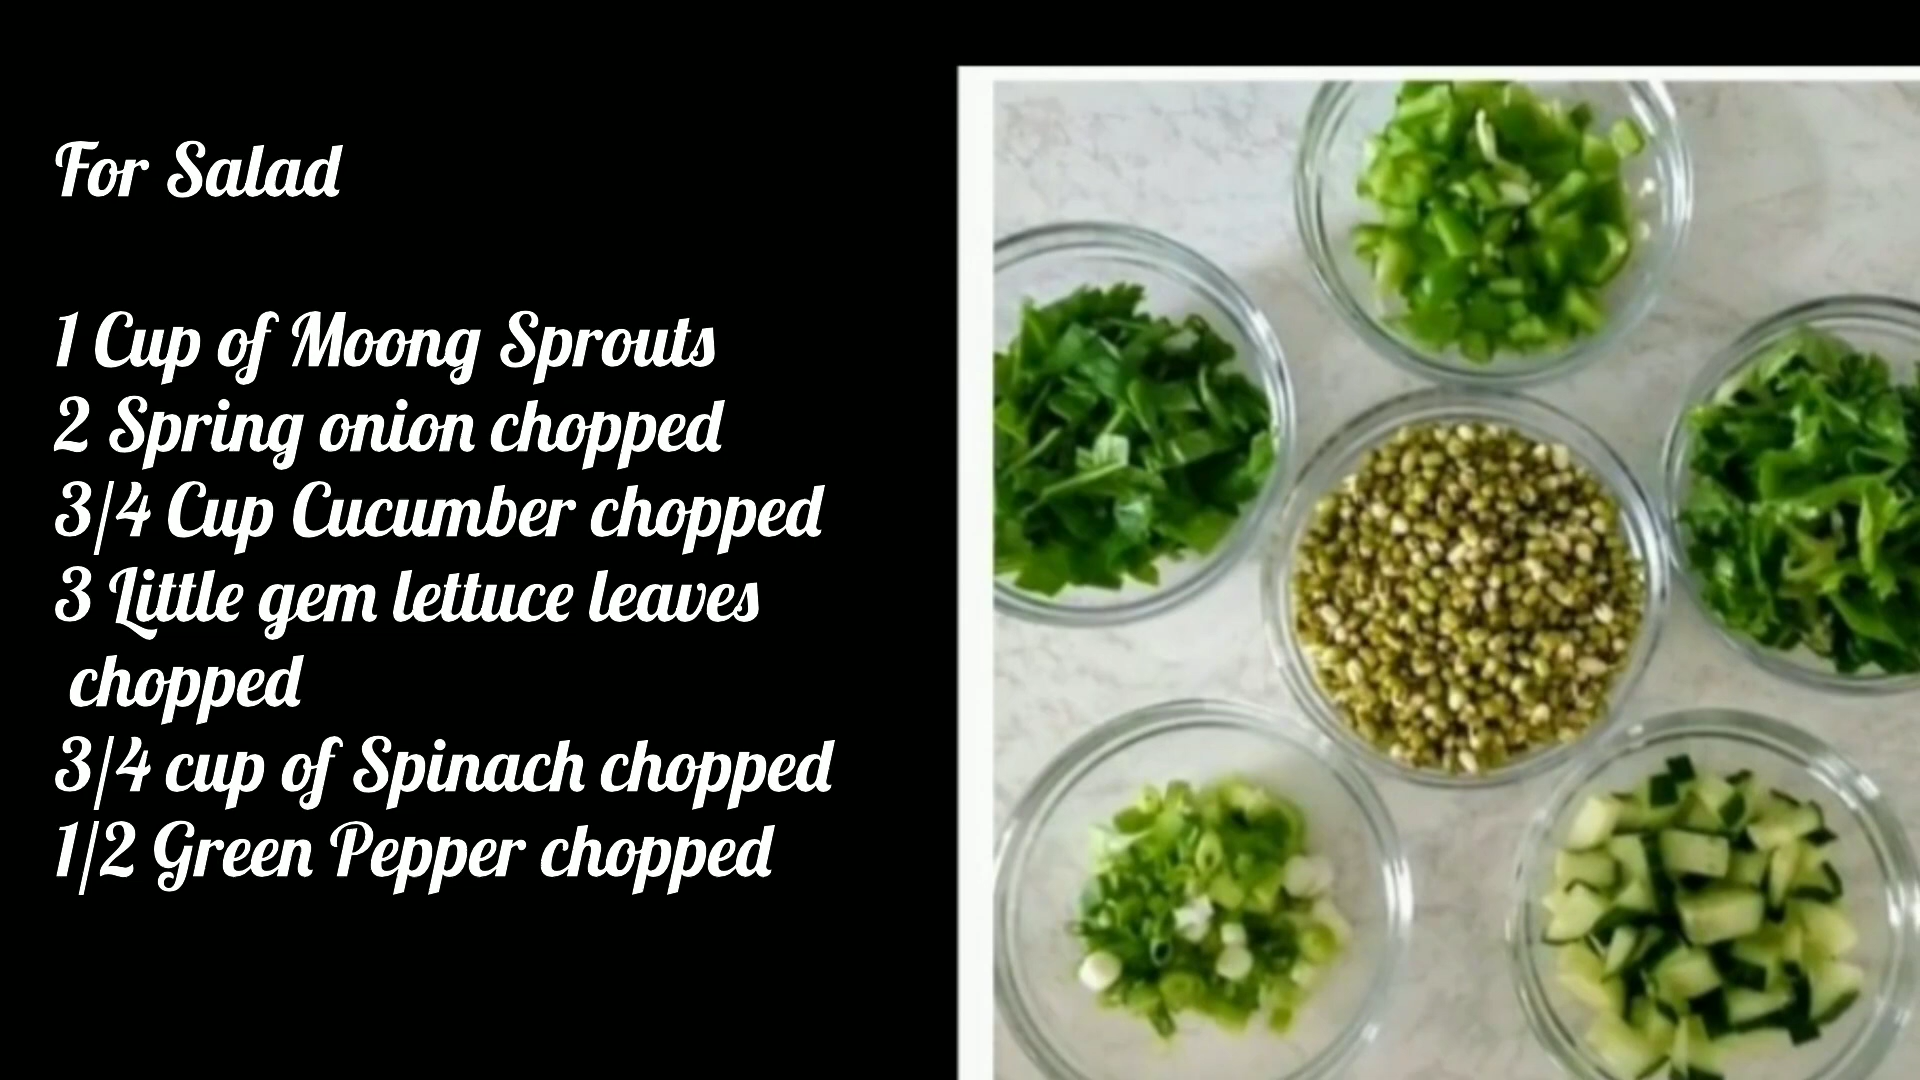 For Salad
1 Cup of Moong Sprouts
2 Spring onion chopped
3/4 Cup Cucumber chopped
3 Little gem lettuce leaves
chopped
3/4 cup of Spinach chopped
1/2 Green Pepper chopped